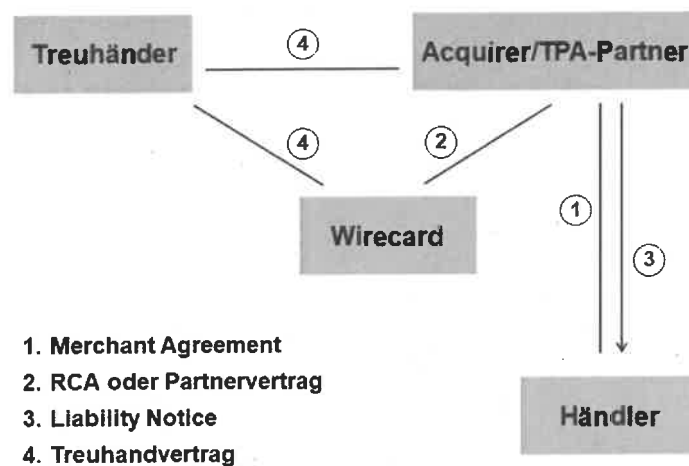 Treuhänder
4
Acquirer/TPA-Partner
4
2
Wirecard
1
3
1. Merchant Agreement
2. RCA oder Partnervertrag
3. Liability Notice
4. Treuhandvertrag
Händler